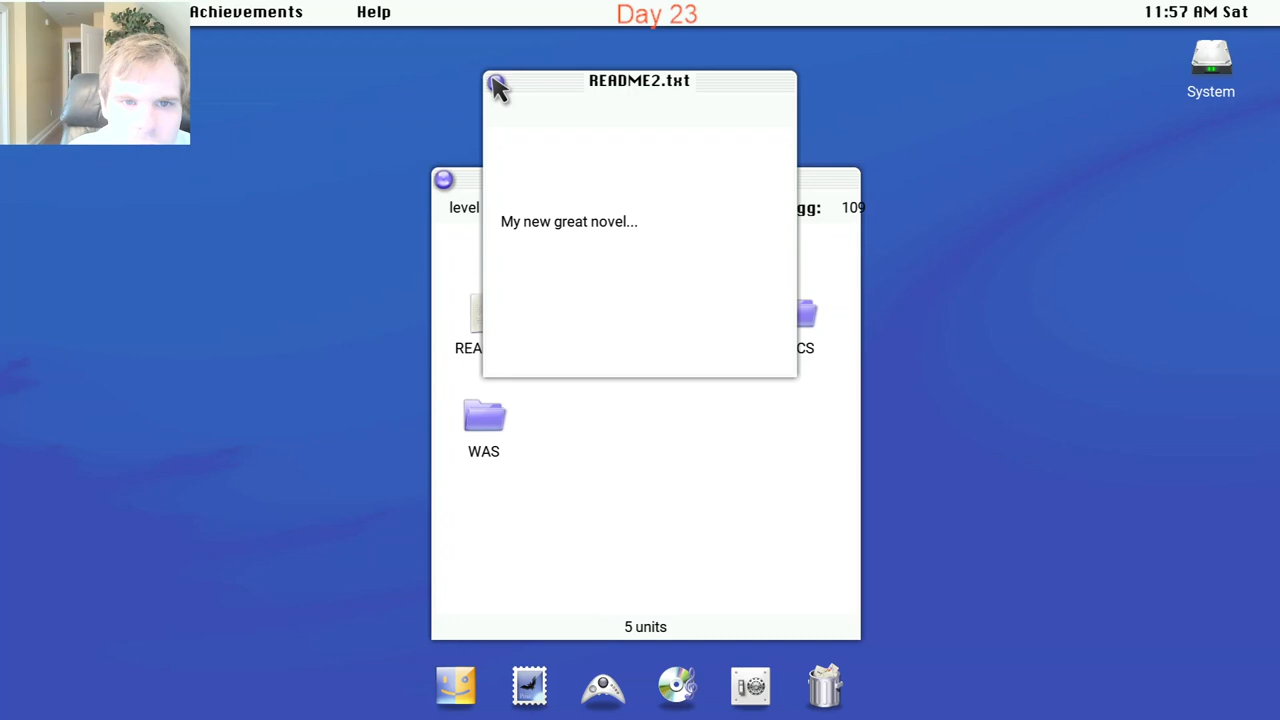 Achievements Help Day 23 11:57 AM Sat
README2.txt
System
level gg: 109
My new great novel...
REA CS
WAS
5 units